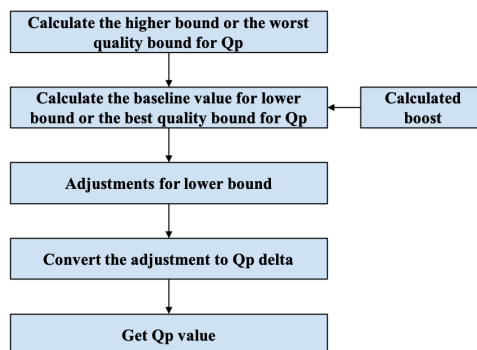 Calculate the higher bound or the worst
quality bound for Qp
Calculate the baseline value for lower
bound or the best quality bound for Qp
Calculated
boost
Adjustments for lower bound
Convert the adjustment to Qp delta
Get Qp value